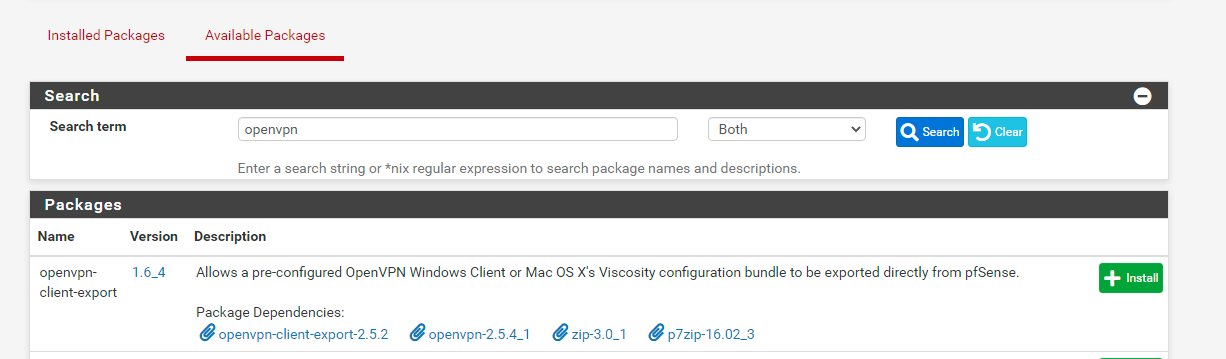 Installed Packages Available Packages
Search
Search term openvpn Both Search Clear
Enter a search string or *nix regular expression to search package names and descriptions.
Packages
Name Version Description
openvpn-client-export 1.6_4 Allows a pre-configured OpenVPN Windows Client or Mac OS X's Viscosity configuration bundle to be exported directly from pfSense. Install
Package Dependencies:
openvpn-client-export-2.5.2 openvpn-2.5.4_1 zip-3.0_1 p7zip-16.02_3